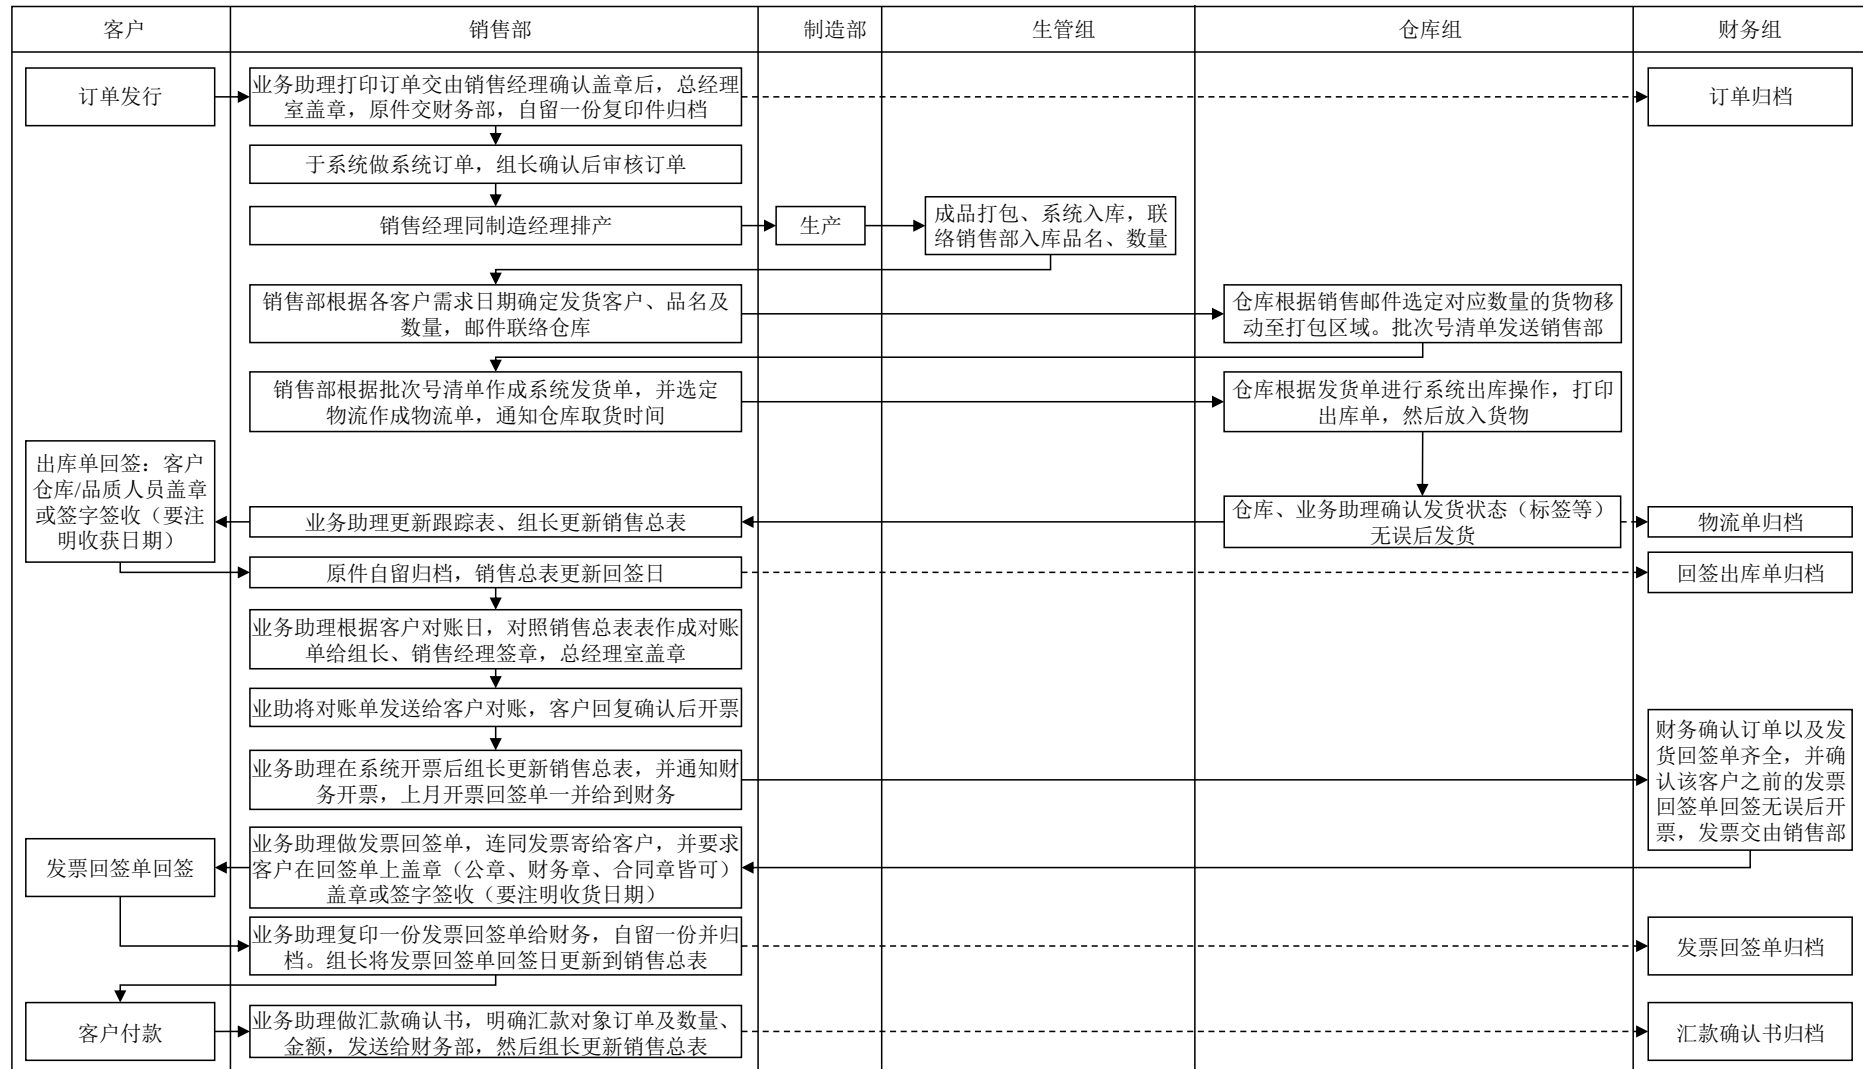 客户
销售部
制造部
生管组
仓库组
财务组
订单发行
业务助理打印订单交由销售经理确认盖章后，总经理
室盖章，原件交财务部，自留一份复印件归档
订单归档
于系统做系统订单，组长确认后审核订单
销售经理同制造经理排产
生产
成品打包、系统入库，联
络销售部入库品名、数量
销售部根据各客户需求日期确定发货客户、品名及
数量，邮件联络仓库
仓库根据销售邮件选定对应数量的货物移
动至打包区域。批次号清单发送销售部
销售部根据批次号清单作成系统发货单，并选定
物流作成物流单，通知仓库取货时间
仓库根据发货单进行系统出库操作，打印
出库单，然后放入货物
出库单回签：客户
仓库/品质人员盖章
或签字签收（要注
明收获日期）
业务助理更新跟踪表、组长更新销售总表
仓库、业务助理确认发货状态（标签等）
无误后发货
物流单归档
原件自留归档，销售总表更新回签日
回签出库单归档
业务助理根据客户对账日，对照销售总表表作成对账
单给组长、销售经理签章，总经理室盖章
业助将对账单发送给客户对账，客户回复确认后开票
业务助理在系统开票后组长更新销售总表，并通知财
务开票，上月开票回签单一并给到财务
财务确认订单以及发
货回签单齐全，并确
认该客户之前的发票
回签单回签无误后开
票，发票交由销售部
发票回签单回签
业务助理做发票回签单，连同发票寄给客户，并要求
客户在回签单上盖章（公章、财务章、合同章皆可）
盖章或签字签收（要注明收货日期）
业务助理复印一份发票回签单给财务，自留一份并归
档。组长将发票回签单回签日更新到销售总表
发票回签单归档
客户付款
业务助理做汇款确认书，明确汇款对象订单及数量、
金额，发送给财务部，然后组长更新销售总表
汇款确认书归档